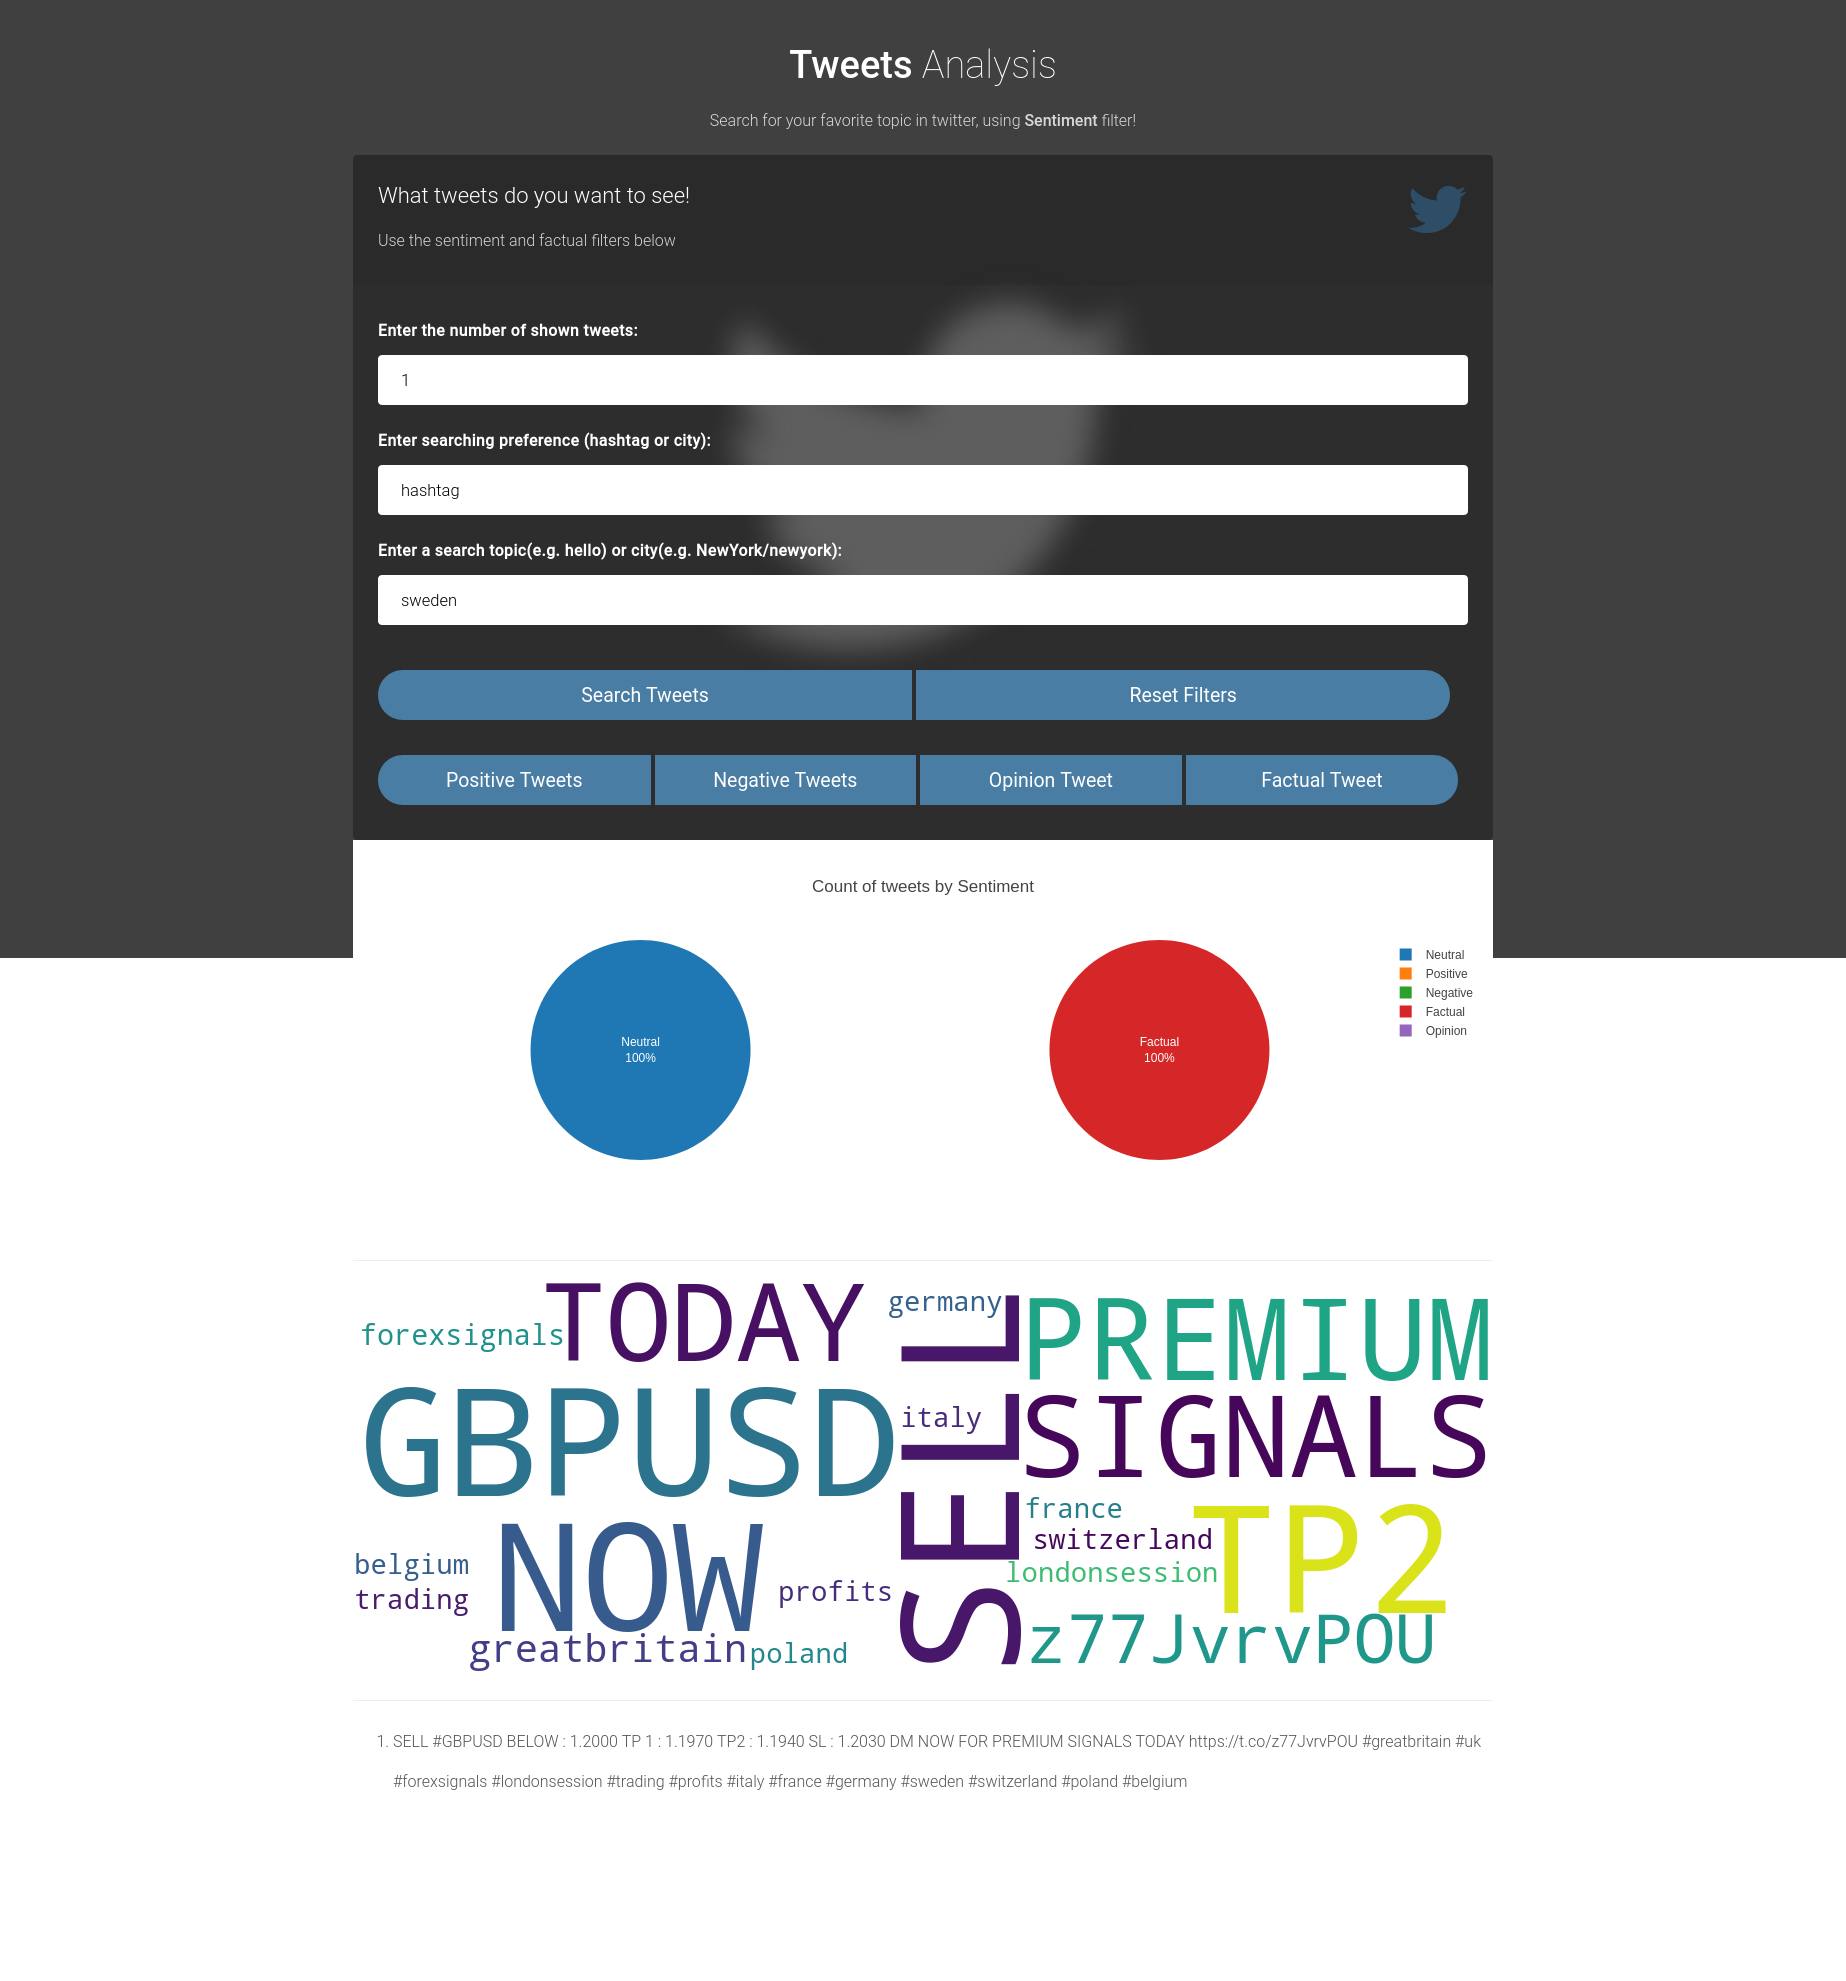 Tweets Analysis
Search for your favorite topic in twitter, using Sentiment filter!
What tweets do you want to see!
Use the sentiment and factual filters below
Enter the number of shown tweets:
1
Enter searching preference (hashtag or city):
hashtag
Enter a search topic(e.g. hello) or city(e.g. NewYork/newyork):
sweden
Search Tweets
Reset Filters
Positive Tweets
Negative Tweets
Opinion Tweet
Factual Tweet
Count of tweets by Sentiment
Neutral
100%
Factual
100%
Neutral
Positive
Negative
Factual
Opinion
TODAY
germany
PREMIUM
forexsignals
GBPUSD
italy
SIGNALS
SELL
france
TP2
switzerland
NOW
belgium
londonsession
trading
profits
greatbritain
poland
z77JvrvPOU
1. SELL #GBPUSD BELOW : 1.2000 TP 1 : 1.1970 TP2 : 1.1940 SL : 1.2030 DM NOW FOR PREMIUM SIGNALS TODAY https://t.co/z77JvrvPOU #greatbritain #uk
#forexsignals #londonsession #trading #profits #italy #france #germany #sweden #switzerland #poland #belgium